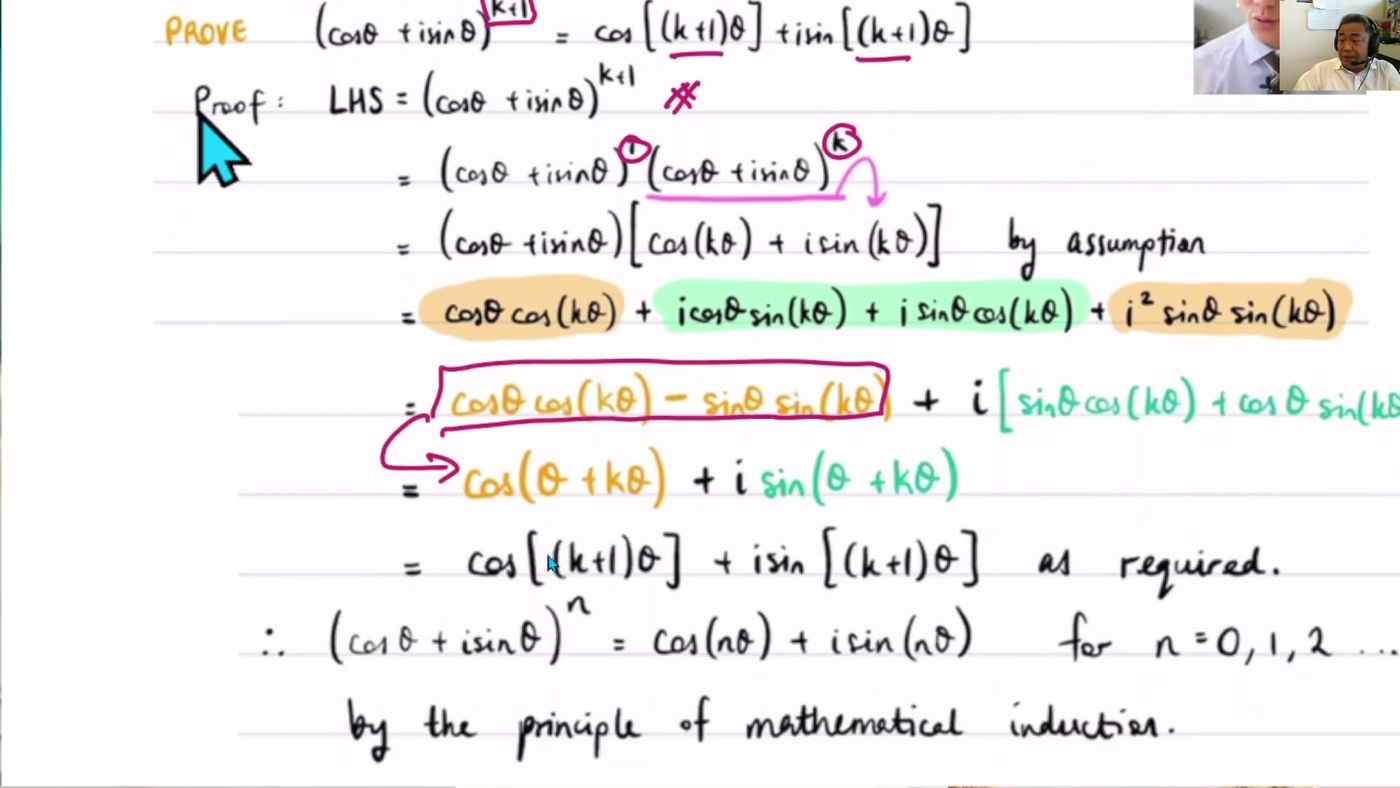 PROVE (cosθ + isinθ)^{k+1} = cos[(k+1)θ] + isin[(k+1)θ]
Proof: LHS = (cosθ + isinθ)^{k+1} ⋇
= (cosθ + isinθ)^1 (cosθ + isinθ)^k
= (cosθ + isinθ)[cos(kθ) + isin(kθ)] by assumption
= cosθ cos(kθ) + icosθ sin(kθ) + i sinθ cos(kθ) + i² sinθ sin(kθ)
= cosθ cos(kθ) - sinθ sin(kθ) + i[sinθ cos(kθ) + cosθ sin(kθ
= cos(θ + kθ) + i sin(θ + kθ)
= cos[(k+1)θ] + isin[(k+1)θ] as required.
∴ (cosθ + isinθ)^n = cos(nθ) + isin(nθ) for n = 0, 1, 2 ...
by the principle of mathematical induction.